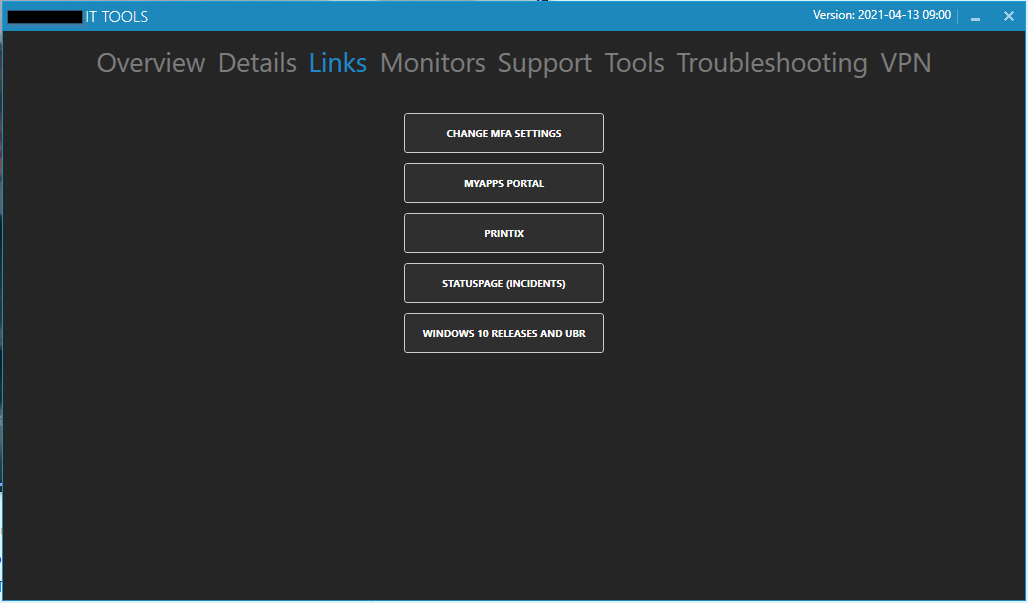 IT TOOLS
Version: 2021-04-13 09:00
Overview Details Links Monitors Support Tools Troubleshooting VPN
CHANGE MFA SETTINGS
MYAPPS PORTAL
PRINTIX
STATUSPAGE (INCIDENTS)
WINDOWS 10 RELEASES AND UBR